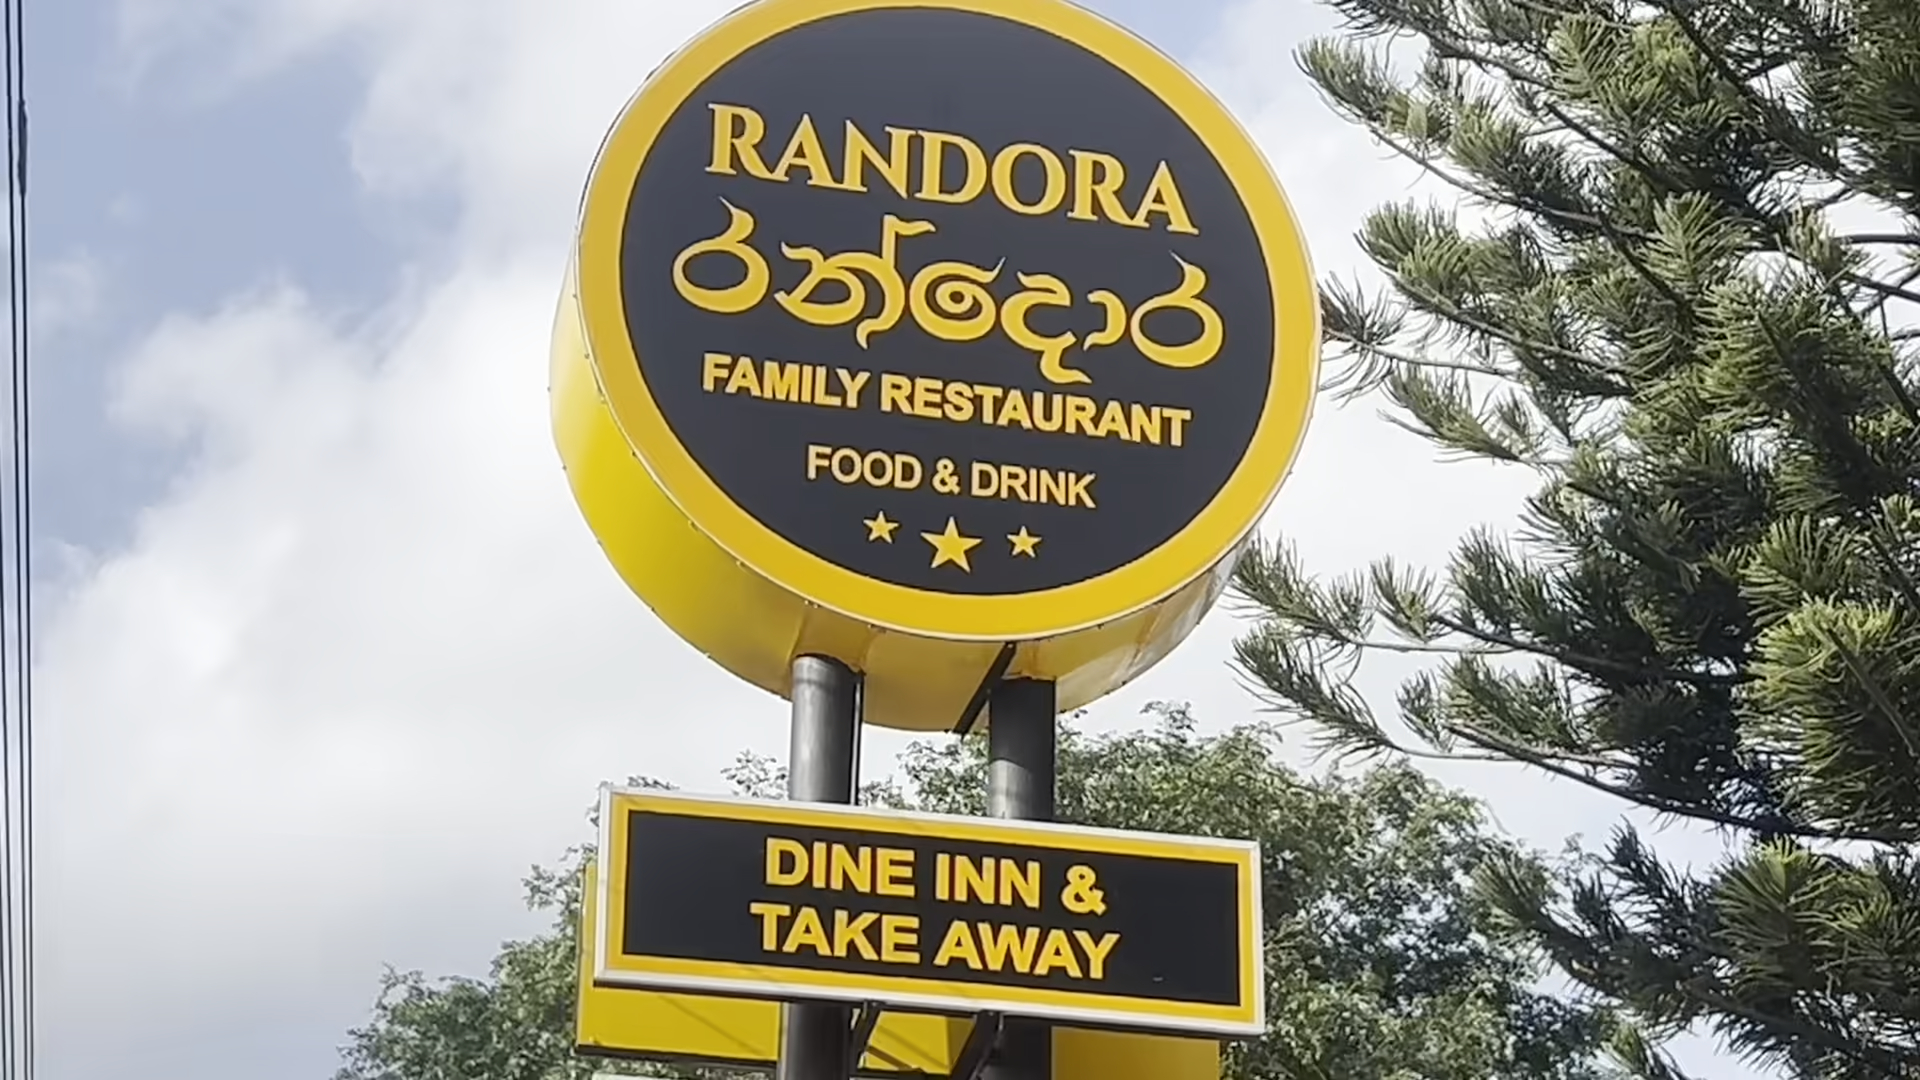 RANDORA
රන්දොර
FAMILY RESTAURANT
FOOD & DRINK
DINE INN &
TAKE AWAY